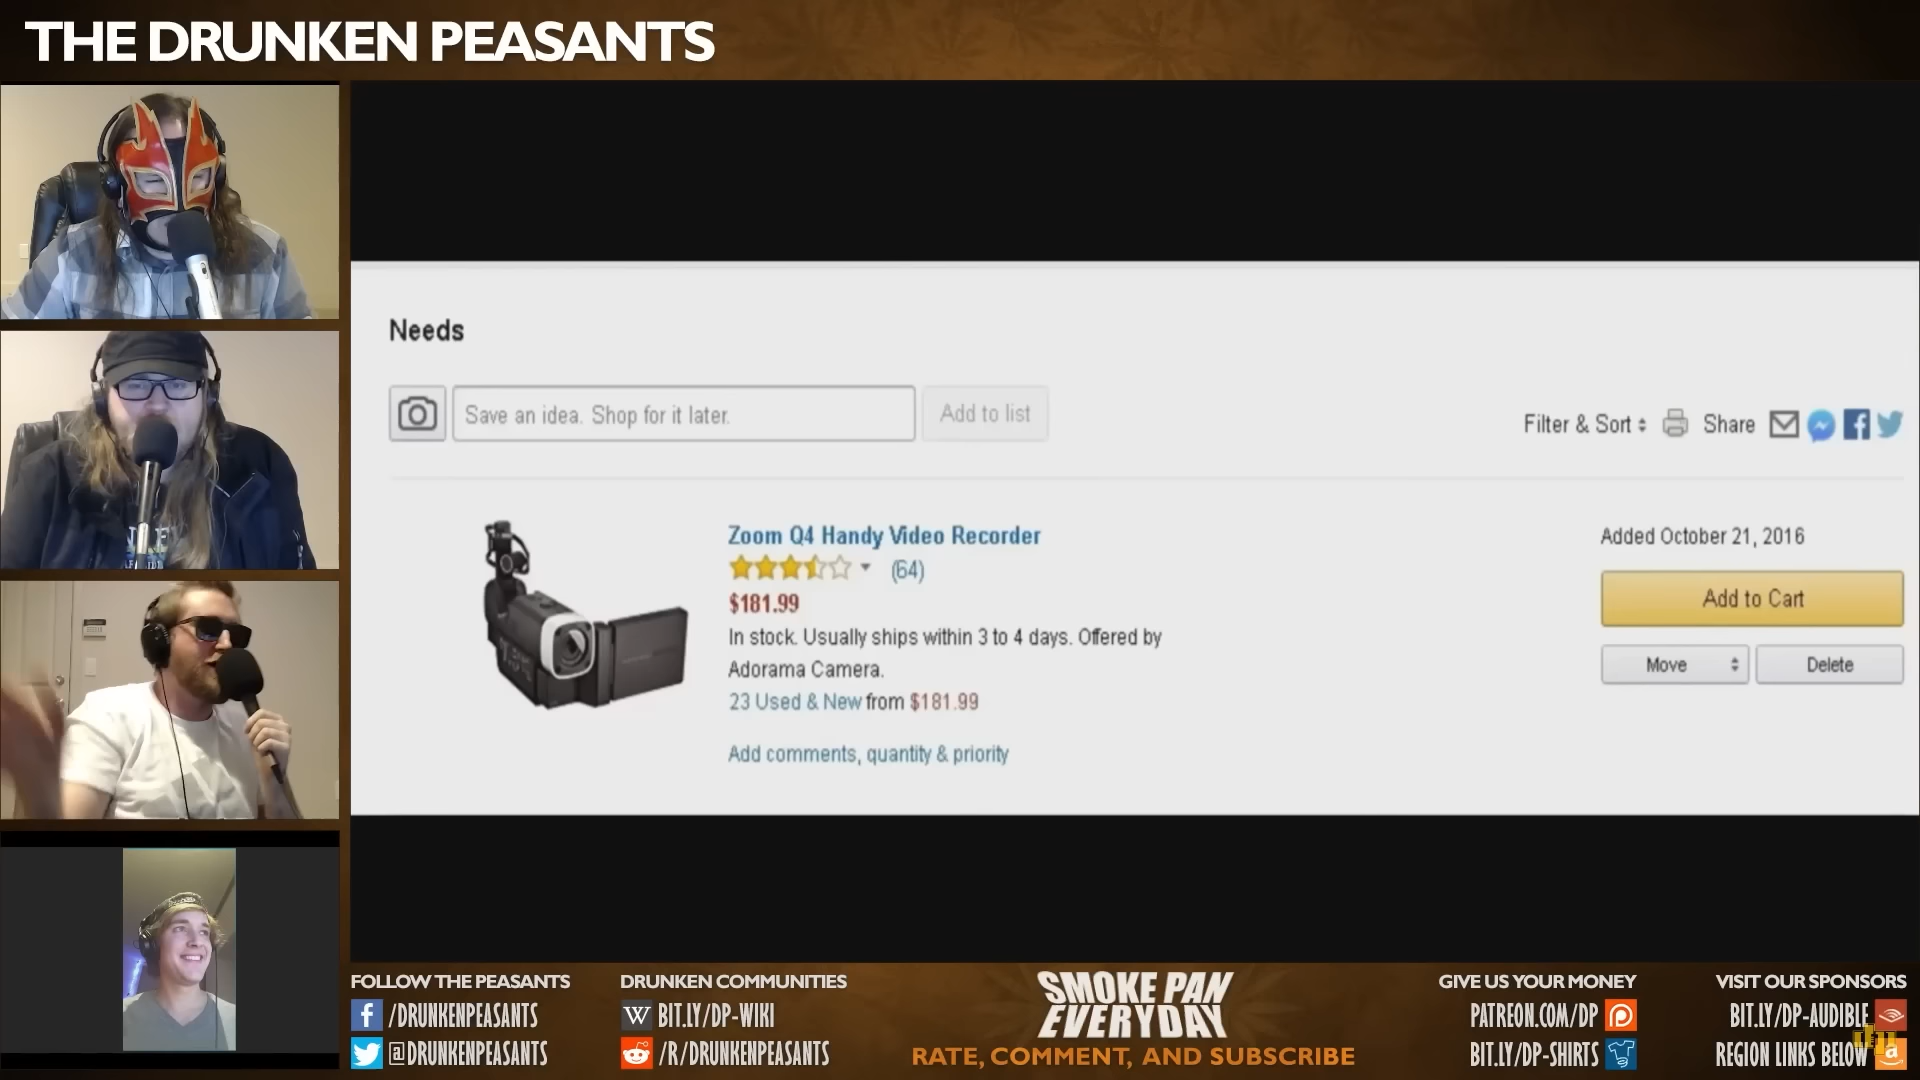 THE DRUNKEN PEASANTS
Needs
Save an idea. Shop for it later.
Add to list
Filter & Sort
Share
Zoom Q4 Handy Video Recorder
(64)
$181.99
In stock. Usually ships within 3 to 4 days. Offered by
Adorama Camera.
23 Used & New from $181.99
Add comments, quantity & priority
Added October 21, 2016
Add to Cart
Move
Delete
FOLLOW THE PEASANTS
/DRUNKENPEASANTS
@DRUNKENPEASANTS
DRUNKEN COMMUNITIES
W BIT.LY/DP-WIKI
/R/DRUNKENPEASANTS
SMOKE PAN
EVERYDAY
RATE, COMMENT, AND SUBSCRIBE
GIVE US YOUR MONEY
PATREON.COM/DP
BIT.LY/DP-SHIRTS
VISIT OUR SPONSORS
BIT.LY/DP-AUDIBLE
REGION LINKS BELOW